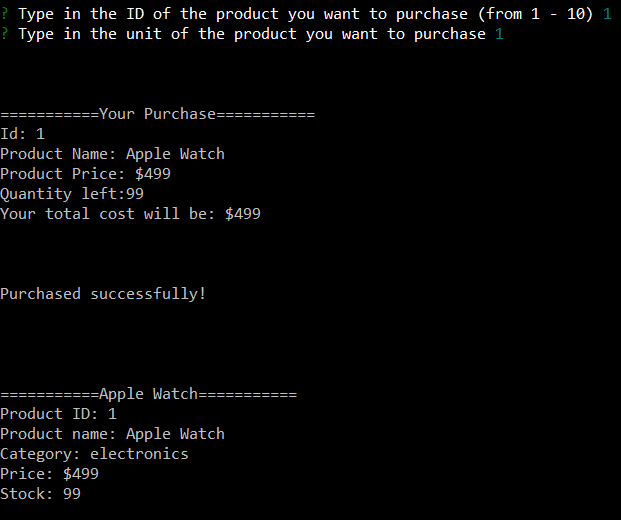 ? Type in the ID of the product you want to purchase (from 1 - 10) 1
? Type in the unit of the product you want to purchase 1
===========Your Purchase===========
Id: 1
Product Name: Apple Watch
Product Price: $499
Quantity left:99
Your total cost will be: $499
Purchased successfully!
===========Apple Watch===========
Product ID: 1
Product name: Apple Watch
Category: electronics
Price: $499
Stock: 99